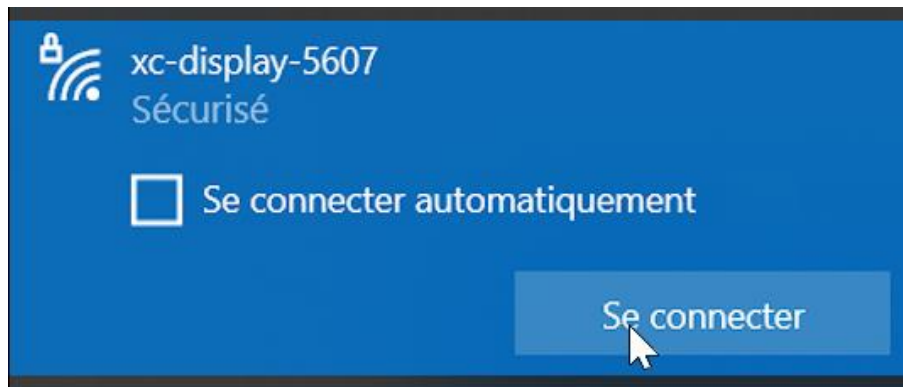 xc-display-5607
Sécurisé
Se connecter automatiquement
Se connecter